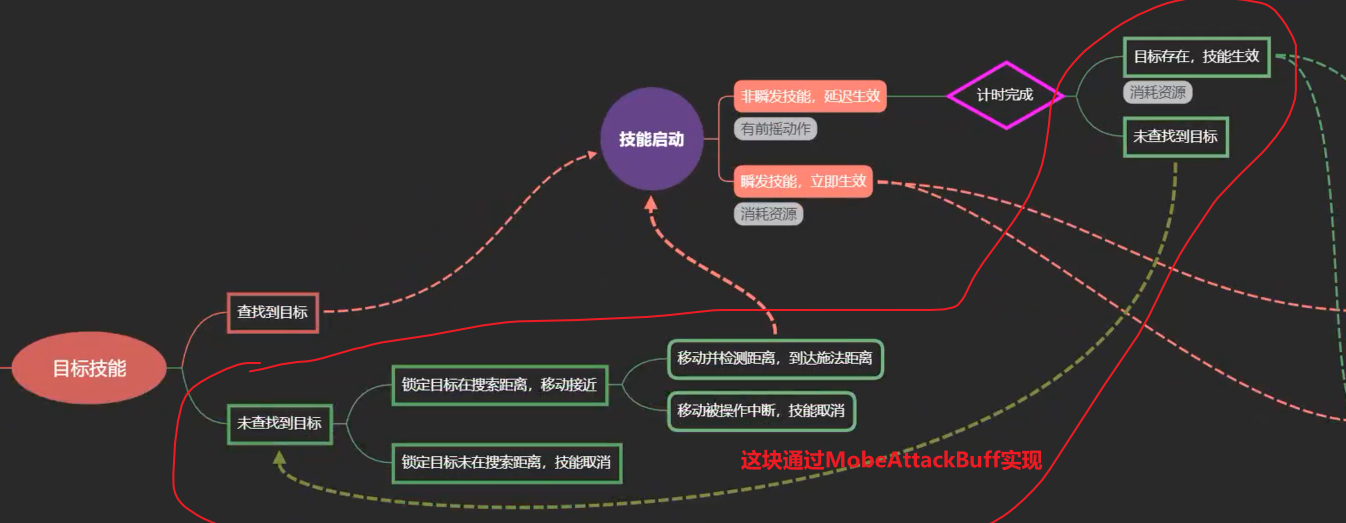 目标存在，技能生效
消耗资源
未查找到目标
计时完成
非瞬发技能，延迟生效
有前摇动作
技能启动
瞬发技能，立即生效
消耗资源
查找到目标
目标技能
未查找到目标
锁定目标在搜索距离，移动接近
移动并检测距离，到达施法距离
移动被操作中断，技能取消
锁定目标未在搜索距离，技能取消
这块通过MobeAttackBuff实现